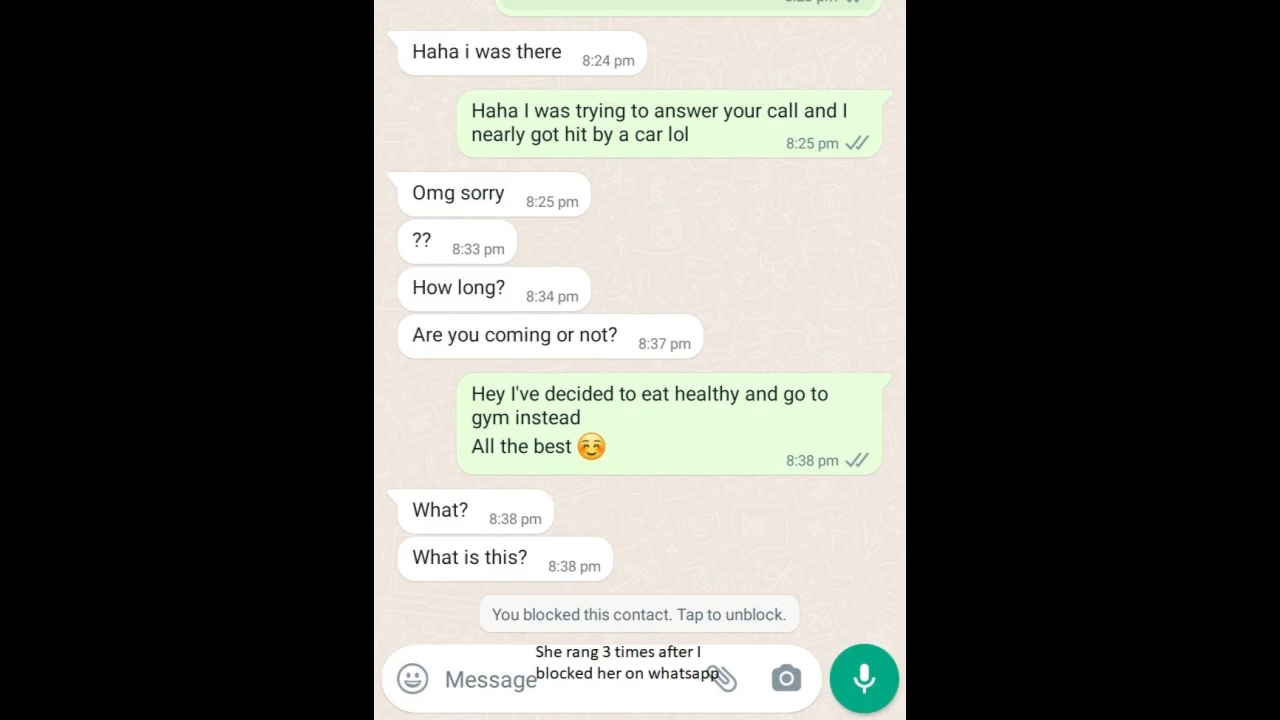 Haha i was there
8:24 pm
Haha I was trying to answer your call and I
nearly got hit by a car lol
8:25 pm
Omg sorry
8:25 pm
??
8:33 pm
How long?
8:34 pm
Are you coming or not?
8:37 pm
Hey I've decided to eat healthy and go to
gym instead
All the best
8:38 pm
What?
8:38 pm
What is this?
8:38 pm
You blocked this contact. Tap to unblock.
She rang 3 times after I
blocked her on whatsapp
Message